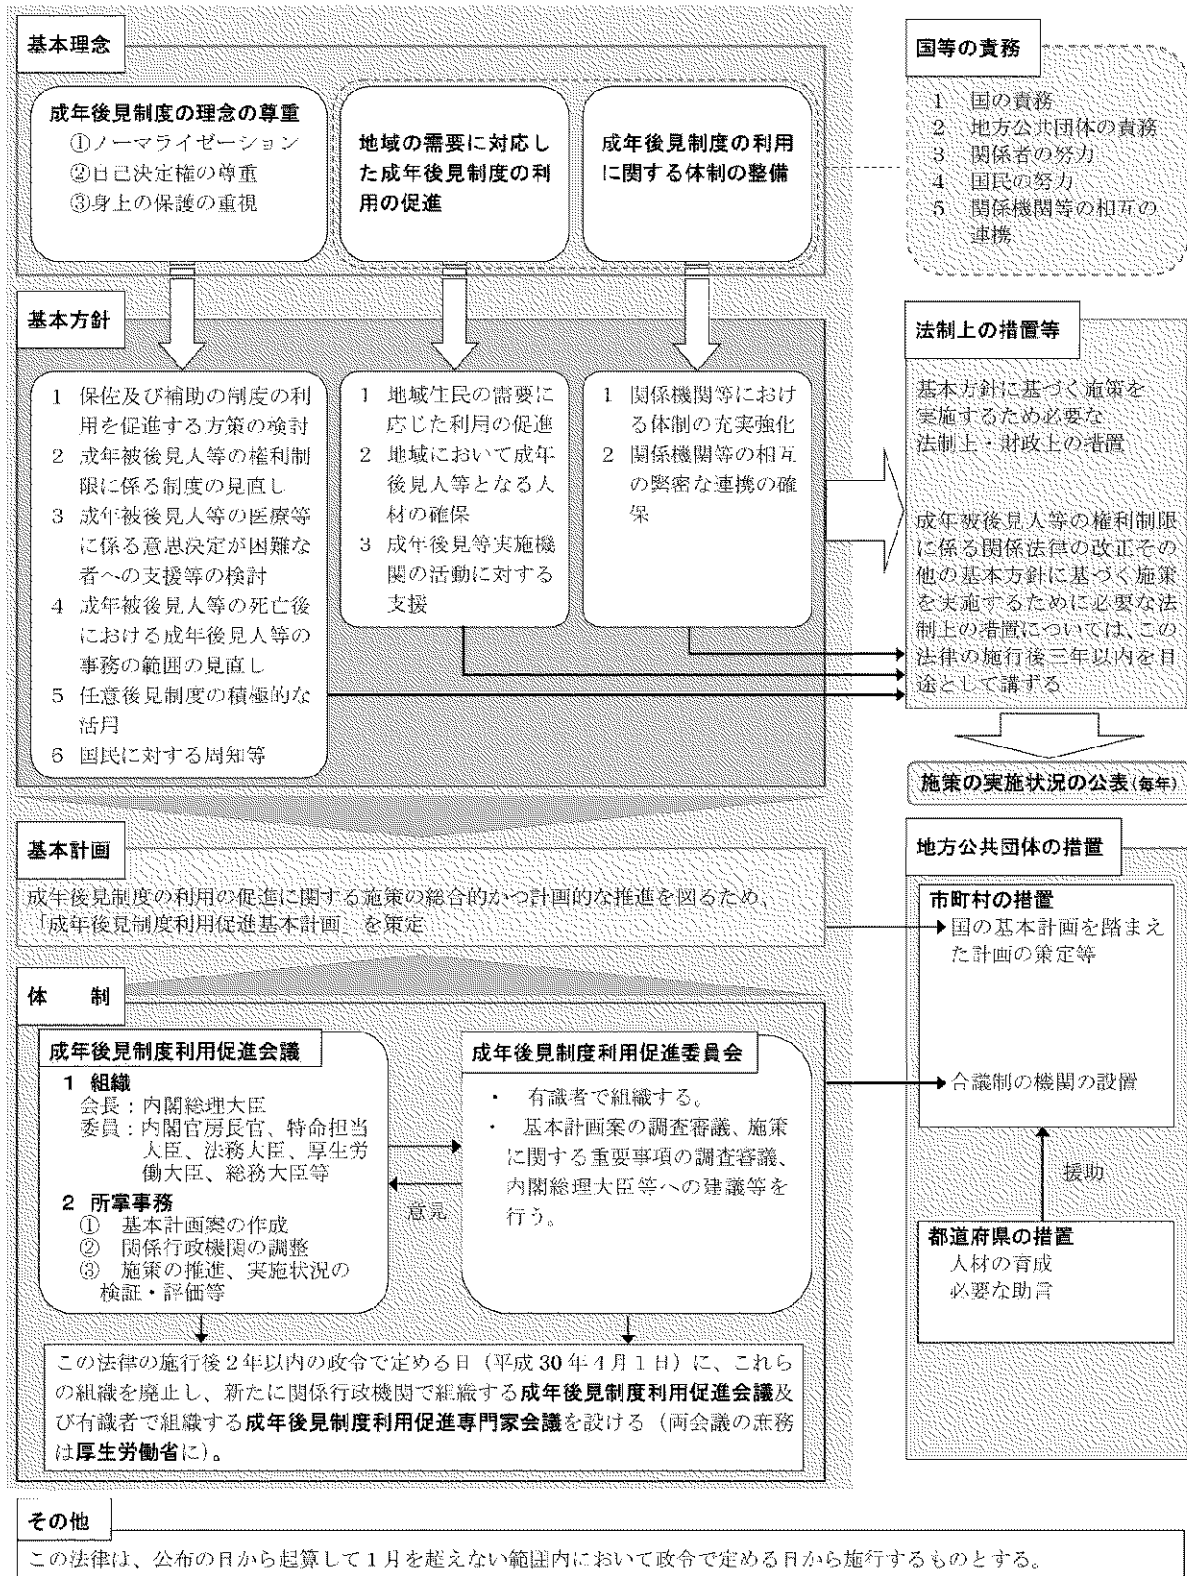 基本理念
成年後見制度の理念の尊重
①ノーマライゼーション
②自己決定権の尊重
③身上の保護の重視
地域の需要に対応し
た成年後見制度の利
用の促進
成年後見制度の利用
に関する体制の整備
国等の責務
1 国の責務
2 地方公共団体の責務
3 関係者の努力
4 国民の努力
5 関係機関等の相互の
連携
基本方針
1 保佐及び補助の制度の利
用を促進する方策の検討
2 成年被後見人等の権利制
限に係る制度の見直し
3 成年被後見人等の医療等
に係る意思決定が困難な
者への支援等の検討
4 成年被後見人等の死亡後
における成年後見人等の
事務の範囲の見直し
5 任意後見制度の積極的な
活用
6 国民に対する周知等
1 地域住民の需要に
応じた利用の促進
2 地域において成年
後見人等となる人
材の確保
3 成年後見等実施機
関の活動に対する
支援
1 関係機関等におけ
る体制の充実強化
2 関係機関等の相互
の緊密な連携の確
保
法制上の措置等
基本方針に基づく施策を
実施するため必要な
法制上・財政上の措置
成年被後見人等の権利制限
に係る関係法律の改正その
他の基本方針に基づく施策
を実施するために必要な法
制上の措置については、この
法律の施行後三年以内を目
途として講ずる
施策の実施状況の公表(毎年)
基本計画
成年後見制度の利用の促進に関する施策の総合的かつ計画的な推進を図るため、
「成年後見制度利用促進基本計画」を策定
地方公共団体の措置
市町村の措置
国の基本計画を踏まえ
た計画の策定等
合議制の機関の設置
援助
都道府県の措置
人材の育成
必要な助言
体 制
成年後見制度利用促進会議
1 組織
会長：内閣総理大臣
委員：内閣官房長官、特命担当
大臣、法務大臣、厚生労
働大臣、総務大臣等
2 所掌事務
① 基本計画案の作成
② 関係行政機関の調整
③ 施策の推進、実施状況の
検証・評価等
意見
成年後見制度利用促進委員会
・ 有識者で組織する。
・ 基本計画案の調査審議、施策
に関する重要事項の調査審議、
内閣総理大臣等への建議等を
行う。
この法律の施行後２年以内の政令で定める日（平成30年４月１日）に、これら
の組織を廃止し、新たに関係行政機関で組織する成年後見制度利用促進会議及
び有識者で組織する成年後見制度利用促進専門家会議を設ける（両会議の庶務
は厚生労働省に）。
その他
この法律は、公布の日から起算して１月を超えない範囲内において政令で定める日から施行するものとする。